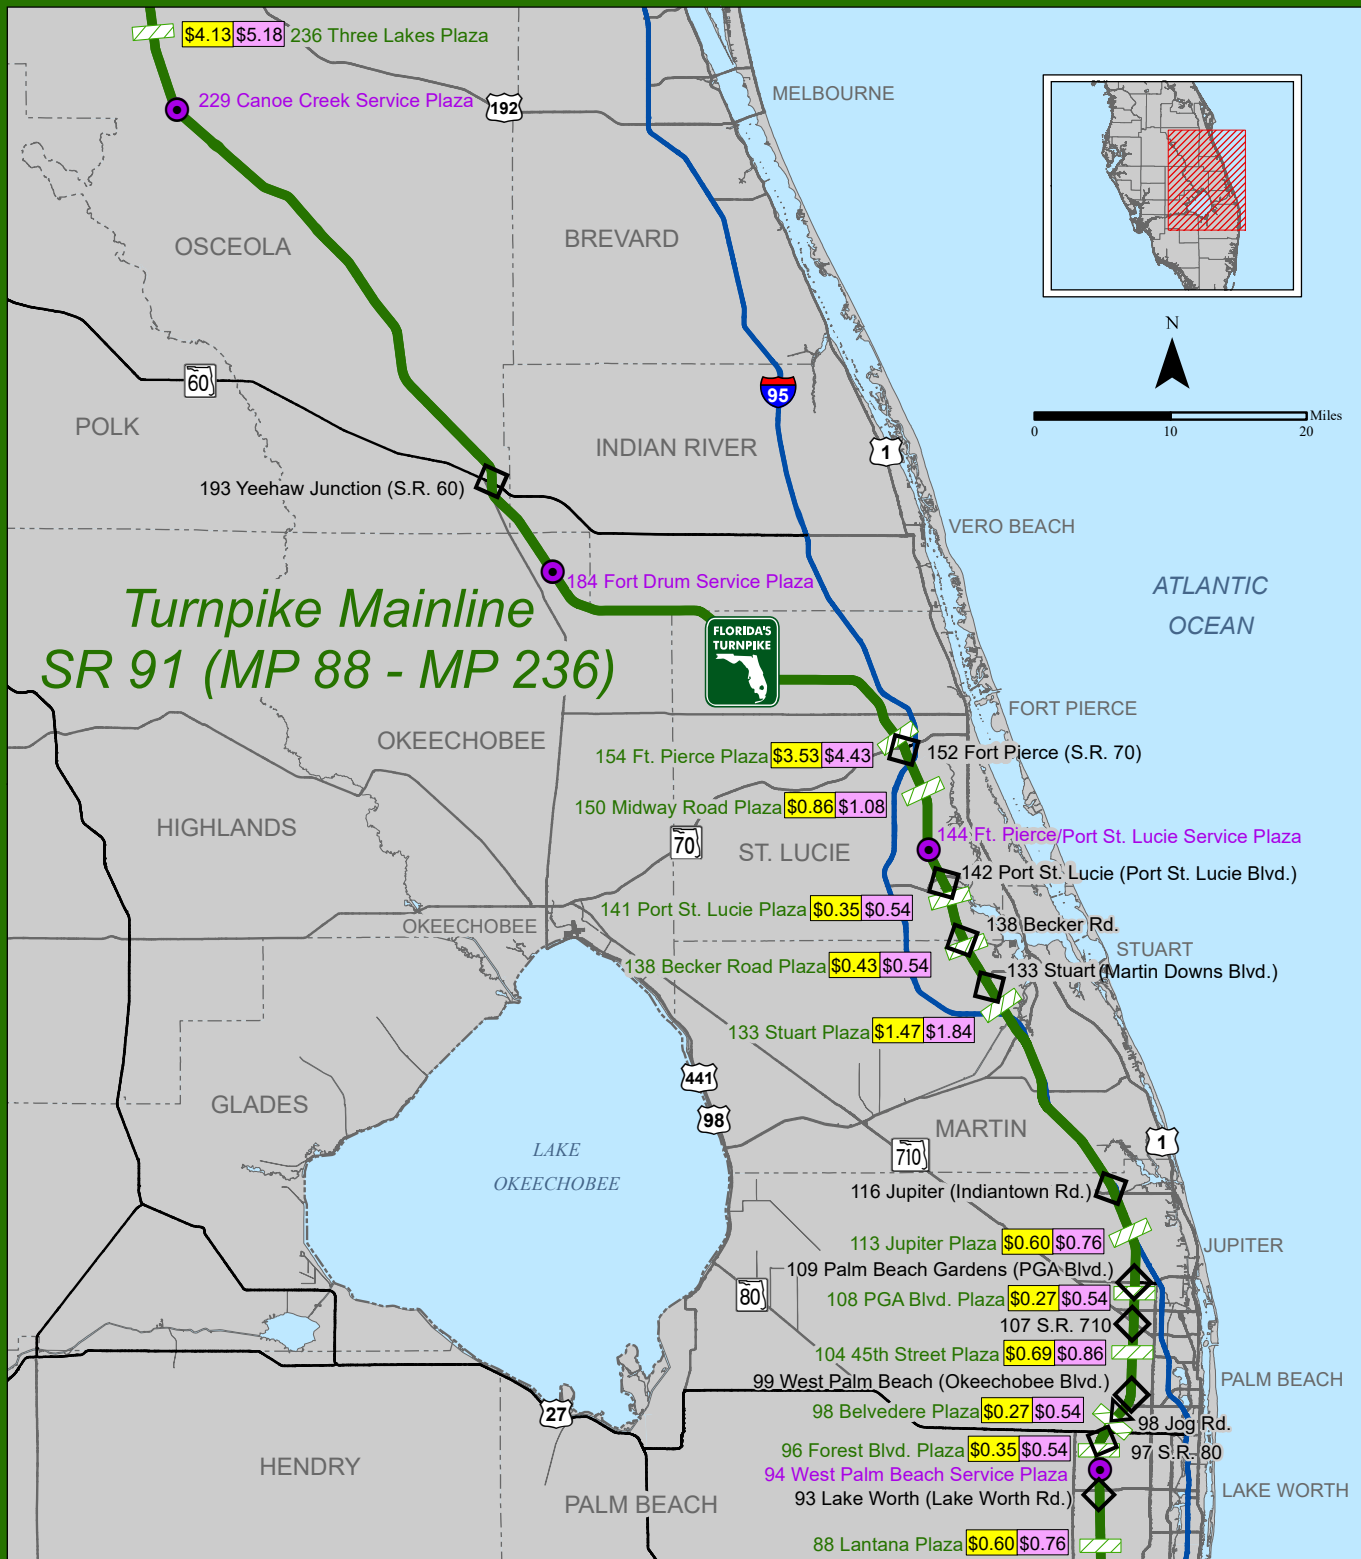 $4.13 $5.18 236 Three Lakes Plaza
229 Canoe Creek Service Plaza
192
MELBOURNE
OSCEOLA
BREVARD
N
Miles
0 10 20
60
95
POLK
INDIAN RIVER
1
193 Yeehaw Junction (S.R. 60)
VERO BEACH
184 Fort Drum Service Plaza
ATLANTIC
OCEAN
Turnpike Mainline
SR 91 (MP 88 - MP 236)
FLORIDA'S
TURNPIKE
FORT PIERCE
OKEECHOBEE
154 Ft. Pierce Plaza $3.53 $4.43
152 Fort Pierce (S.R. 70)
150 Midway Road Plaza $0.86 $1.08
HIGHLANDS
70
ST. LUCIE
144 Ft. Pierce/Port St. Lucie Service Plaza
142 Port St. Lucie (Port St. Lucie Blvd.)
141 Port St. Lucie Plaza $0.35 $0.54
OKEECHOBEE
138 Becker Rd.
STUART
138 Becker Road Plaza $0.43 $0.54
133 Stuart (Martin Downs Blvd.)
133 Stuart Plaza $1.47 $1.84
441
98
GLADES
MARTIN
1
LAKE
OKEECHOBEE
710
116 Jupiter (Indiantown Rd.)
113 Jupiter Plaza $0.60 $0.76
JUPITER
109 Palm Beach Gardens (PGA Blvd.)
80
108 PGA Blvd. Plaza $0.27 $0.54
107 S.R. 710
104 45th Street Plaza $0.69 $0.86
99 West Palm Beach (Okeechobee Blvd.)
PALM BEACH
27
98 Belvedere Plaza $0.27 $0.54
98 Jog Rd.
96 Forest Blvd. Plaza $0.35 $0.54
97 S.R. 80
HENDRY
94 West Palm Beach Service Plaza
93 Lake Worth (Lake Worth Rd.)
LAKE WORTH
PALM BEACH
88 Lantana Plaza $0.60 $0.76